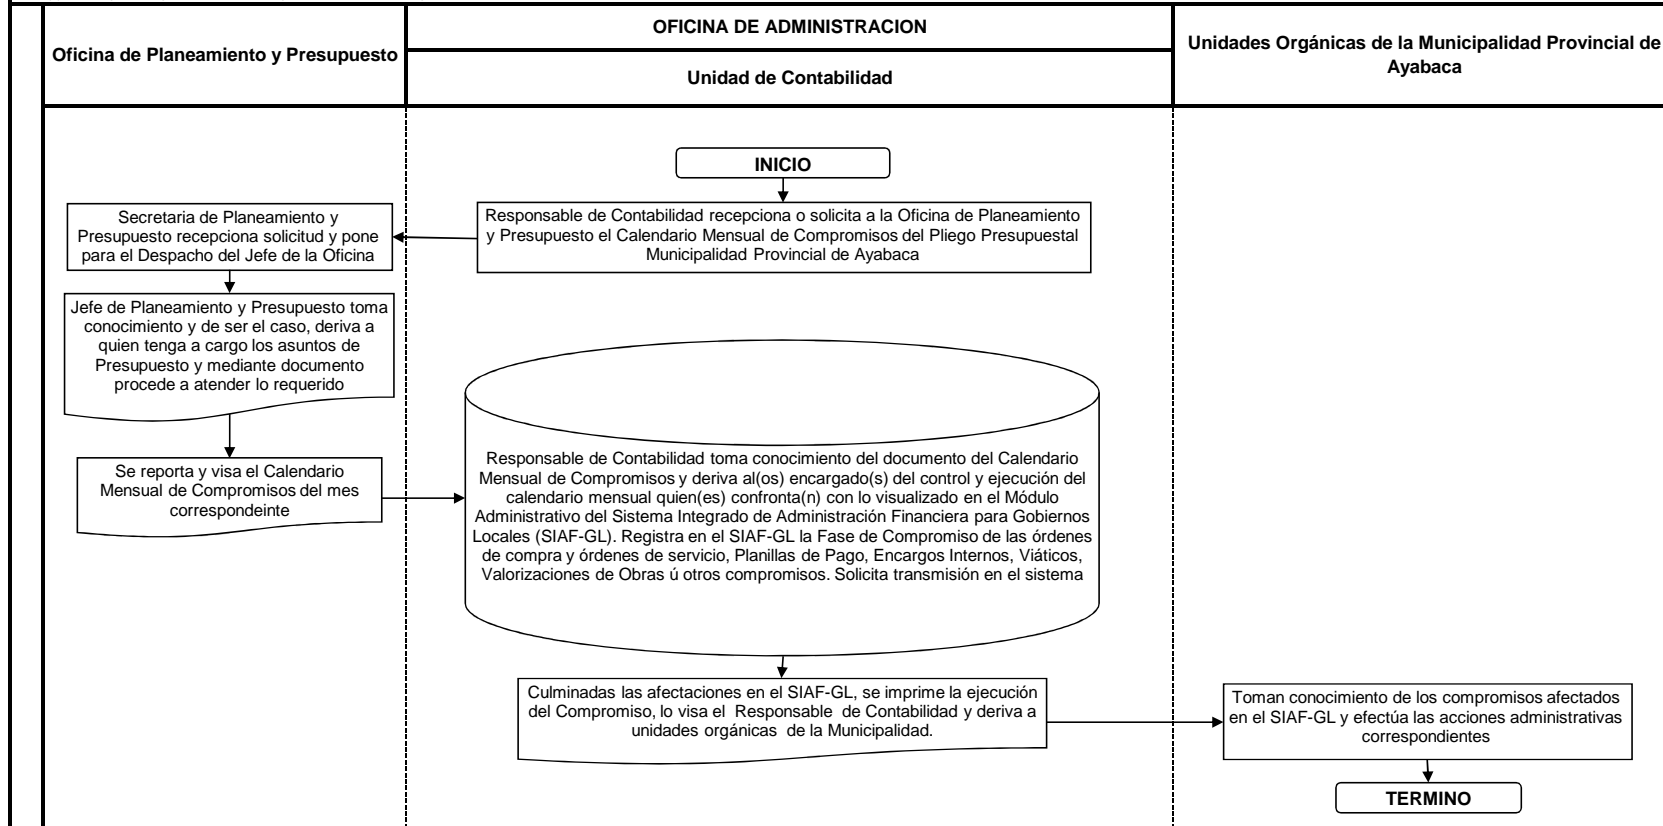 OFICINA DE ADMINISTRACION
Oficina de Planeamiento y Presupuesto
Unidad de Contabilidad
Unidades Orgánicas de la Municipalidad Provincial de
Ayabaca
INICIO
Responsable de Contabilidad recepciona o solicita a la Oficina de Planeamiento
y Presupuesto el Calendario Mensual de Compromisos del Pliego Presupuestal
Municipalidad Provincial de Ayabaca
Secretaria de Planeamiento y
Presupuesto recepciona solicitud y pone
para el Despacho del Jefe de la Oficina
Jefe de Planeamiento y Presupuesto toma
conocimiento y de ser el caso, deriva a
quien tenga a cargo los asuntos de
Presupuesto y mediante documento
procede a atender lo requerido
Se reporta y visa el Calendario
Mensual de Compromisos del mes
correspondeinte
Responsable de Contabilidad toma conocimiento del documento del Calendario
Mensual de Compromisos y deriva al(os) encargado(s) del control y ejecución del
calendario mensual quien(es) confronta(n) con lo visualizado en el Módulo
Administrativo del Sistema Integrado de Administración Financiera para Gobiernos
Locales (SIAF-GL). Registra en el SIAF-GL la Fase de Compromiso de las órdenes
de compra y órdenes de servicio, Planillas de Pago, Encargos Internos, Viáticos,
Valorizaciones de Obras ú otros compromisos. Solicita transmisión en el sistema
Culminadas las afectaciones en el SIAF-GL, se imprime la ejecución
del Compromiso, lo visa el Responsable de Contabilidad y deriva a
unidades orgánicas de la Municipalidad.
Toman conocimiento de los compromisos afectados
en el SIAF-GL y efectúa las acciones administrativas
correspondientes
TERMINO